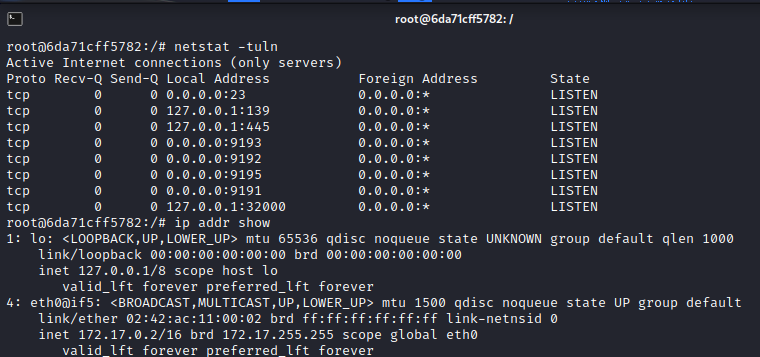 root@6da71cff5782: /
root@6da71cff5782:/# netstat -tuln
Active Internet connections (only servers)
Proto Recv-Q Send-Q Local Address           Foreign Address         State
tcp        0      0 0.0.0.0:23              0.0.0.0:*               LISTEN
tcp        0      0 127.0.0.1:139           0.0.0.0:*               LISTEN
tcp        0      0 127.0.0.1:445           0.0.0.0:*               LISTEN
tcp        0      0 0.0.0.0:9193            0.0.0.0:*               LISTEN
tcp        0      0 0.0.0.0:9192            0.0.0.0:*               LISTEN
tcp        0      0 0.0.0.0:9195            0.0.0.0:*               LISTEN
tcp        0      0 0.0.0.0:9191            0.0.0.0:*               LISTEN
tcp        0      0 127.0.0.1:32000         0.0.0.0:*               LISTEN
root@6da71cff5782:/# ip addr show
1: lo: <LOOPBACK,UP,LOWER_UP> mtu 65536 qdisc noqueue state UNKNOWN group default qlen 1000
    link/loopback 00:00:00:00:00:00 brd 00:00:00:00:00:00
    inet 127.0.0.1/8 scope host lo
       valid_lft forever preferred_lft forever
4: eth0@if5: <BROADCAST,MULTICAST,UP,LOWER_UP> mtu 1500 qdisc noqueue state UP group default
    link/ether 02:42:ac:11:00:02 brd ff:ff:ff:ff:ff:ff link-netnsid 0
    inet 172.17.0.2/16 brd 172.17.255.255 scope global eth0
       valid_lft forever preferred_lft forever